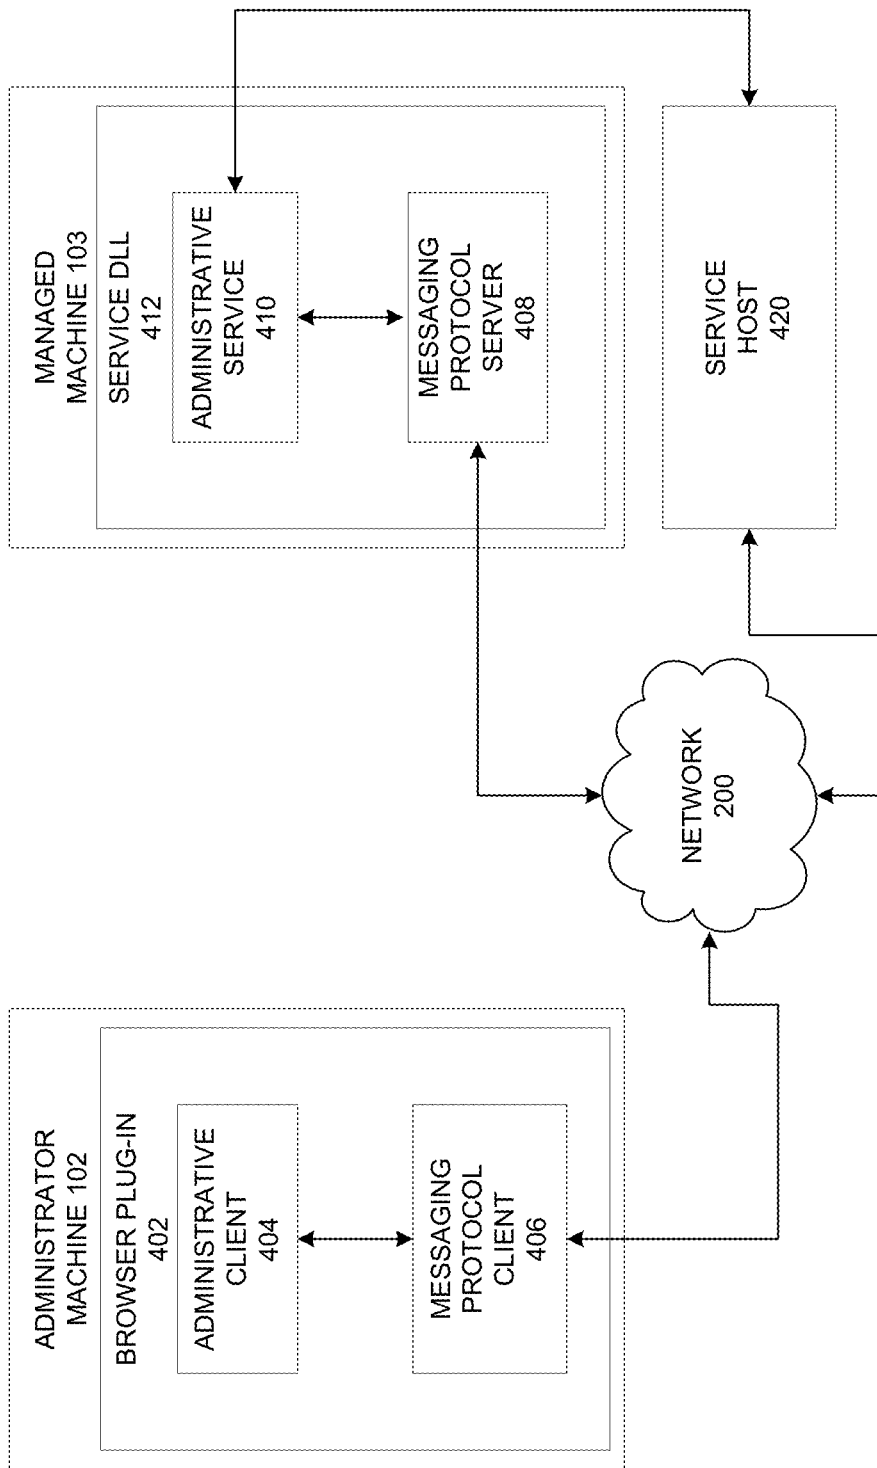 ADMINISTRATOR
MACHINE 102
BROWSER PLUG-IN
402
ADMINISTRATIVE
CLIENT
404
MESSAGING
PROTOCOL
CLIENT
406
NETWORK
200
MANAGED
MACHINE 103
SERVICE DLL
412
ADMINISTRATIVE
SERVICE
410
MESSAGING
PROTOCOL
SERVER
408
SERVICE
HOST
420